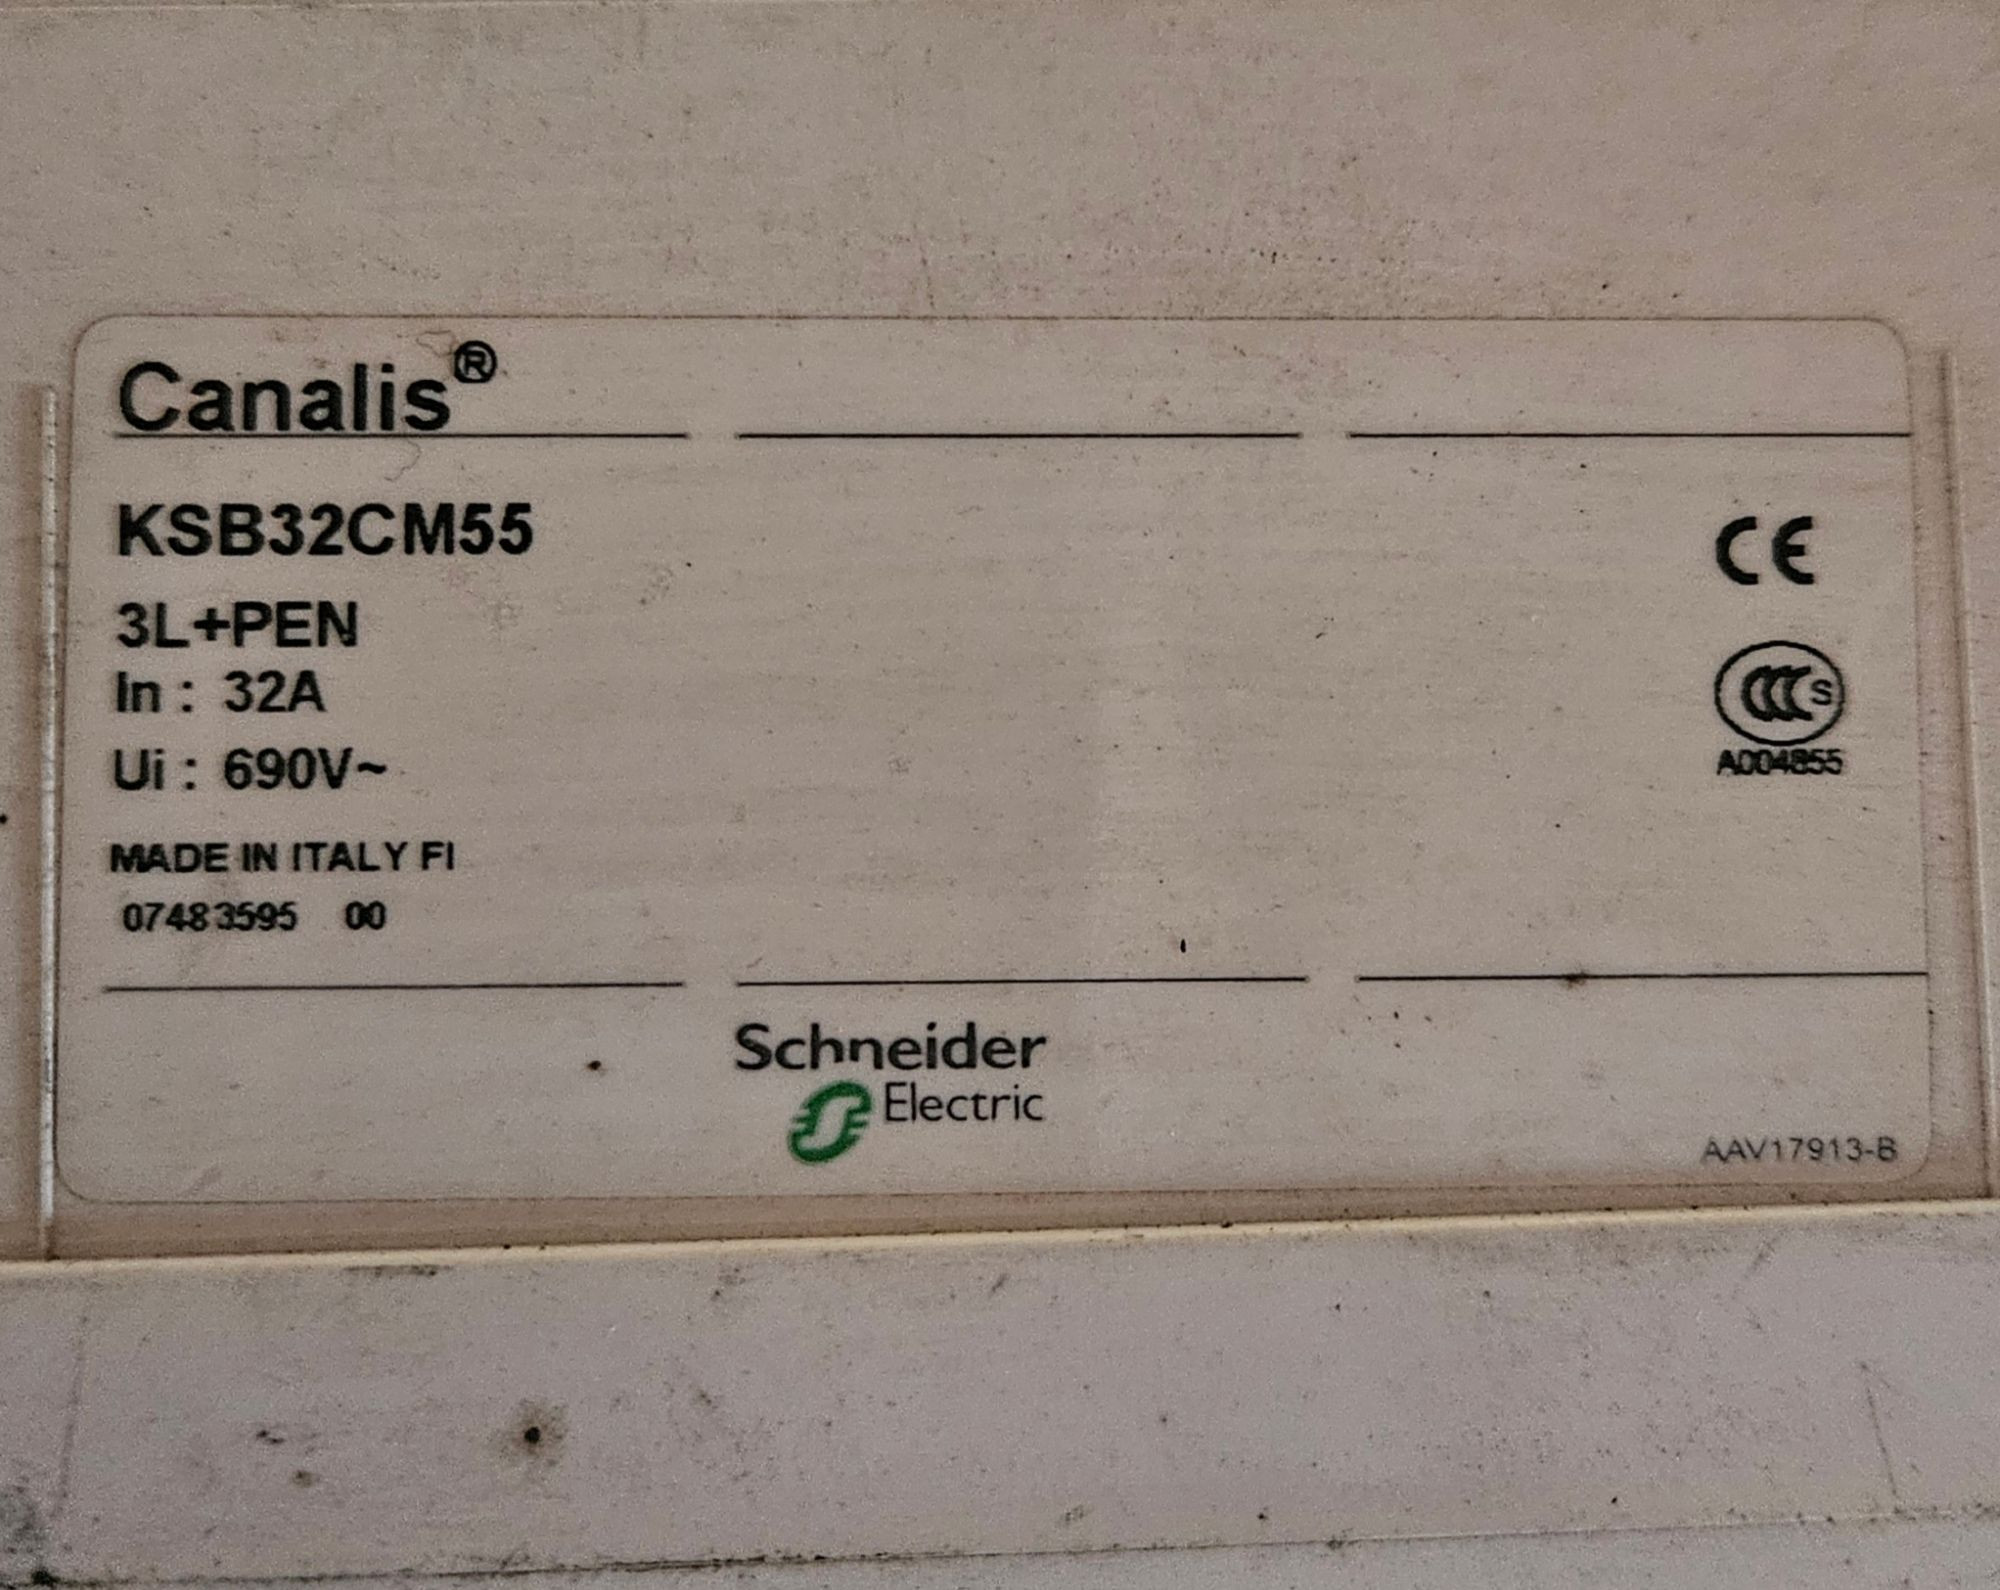 Canalis®
KSB32CM55
3L+PEN
In : 32A
Ui : 690V~
MADE IN ITALY FI
07483595 00
CE
CCC S
A004855
Schneider
Electric
AAV17913-B